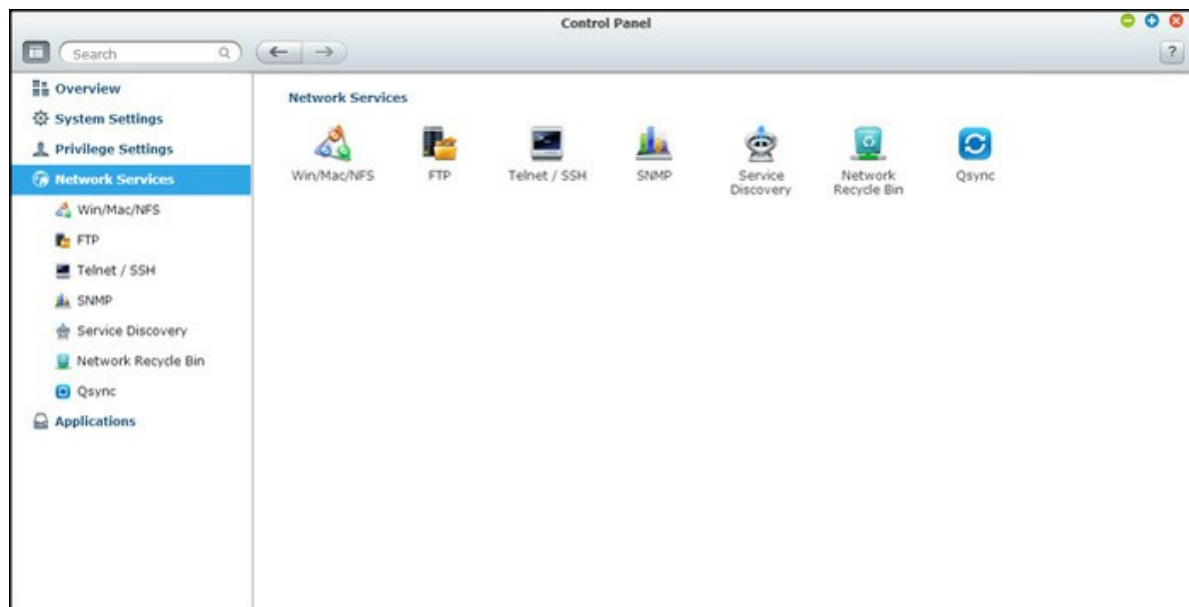 Control Panel
Search
?
Overview
System Settings
Privilege Settings
Network Services
Win/Mac/NFS
FTP
Telnet / SSH
SNMP
Service Discovery
Network Recycle Bin
Qsync
Applications
Network Services
Win/Mac/NFS
FTP
Telnet / SSH
SNMP
Service
Discovery
Network
Recycle Bin
Qsync